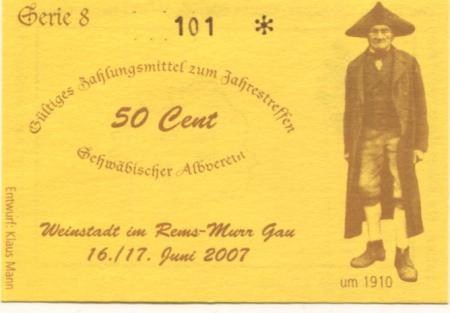 Serie 8
101 *
Gültiges Zahlungsmittel zum Jahrestreffen
50 Cent
Schwäbischer Albverein
Weinstadt im Rems-Murr Gau
16./17. Juni 2007
Entwurf: Klaus Mann
um 1910